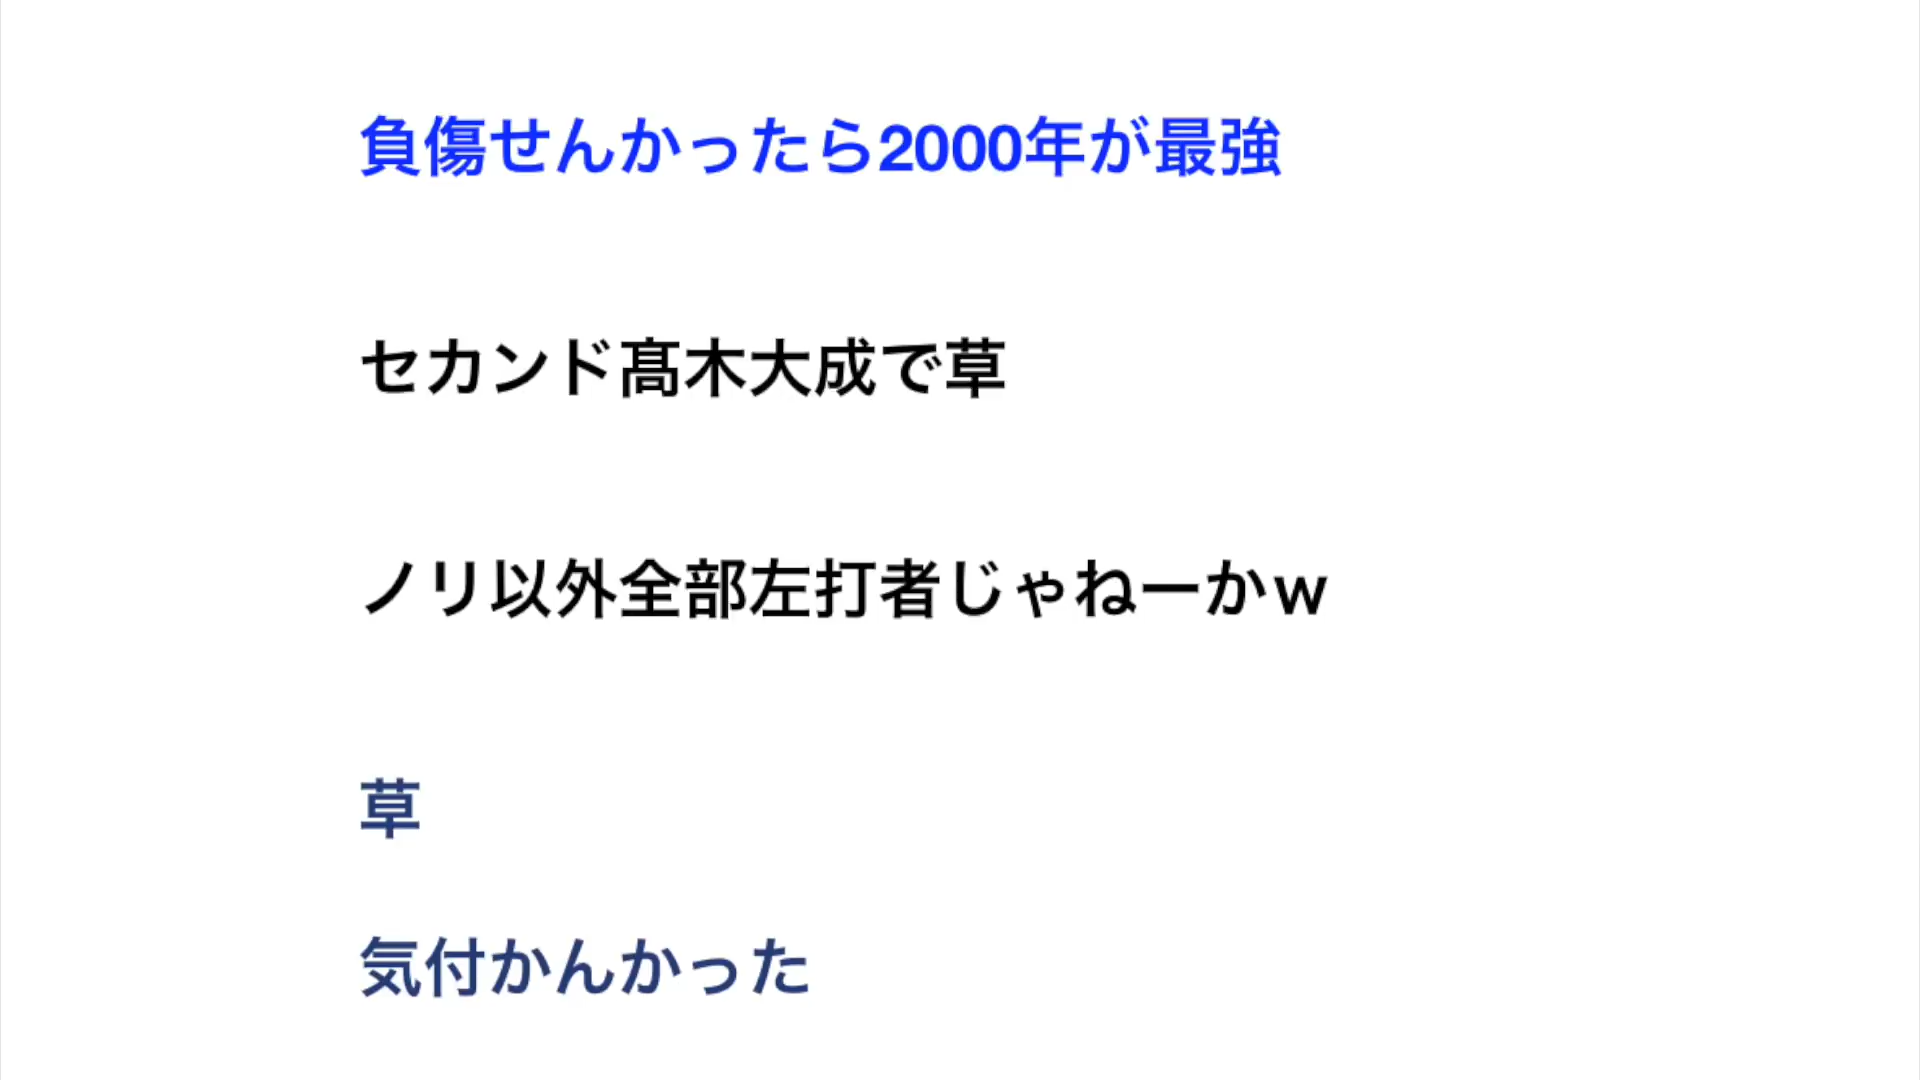 負傷せんかったら2000年が最強
セカンド髙木大成で草
ノリ以外全部左打者じゃねーかw
草
気付かんかった